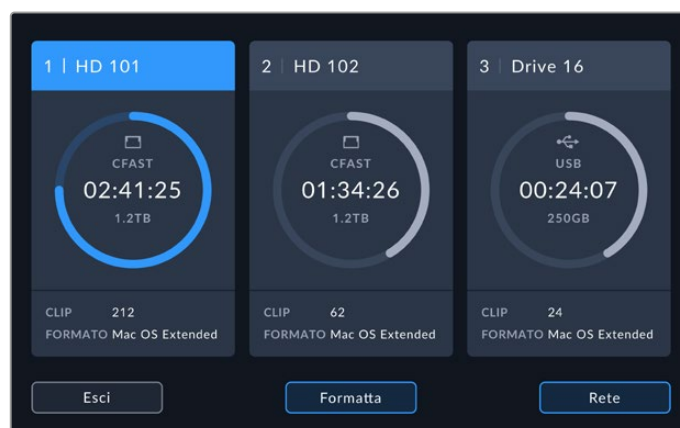 1 | HD 101
CFAST
02:41:25
1.2TB
CLIP 212
FORMATO Mac OS Extended
2 | HD 102
CFAST
01:34:26
1.2TB
CLIP 62
FORMATO Mac OS Extended
3 | Drive 16
USB
00:24:07
250GB
CLIP 24
FORMATO Mac OS Extended
Esci
Formatta
Rete